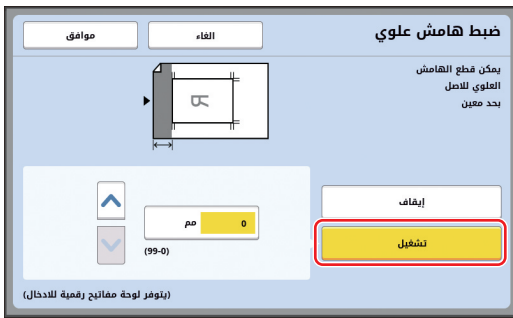 ضبط هامش علوي
الغاء
موافق
يمكن قطع الهامش
العلوي للاصل
بحد معين
R
إيقاف
تشغيل
0 مم
(99-0)
(يتوفر لوحة مفاتيح رقمية للادخال)